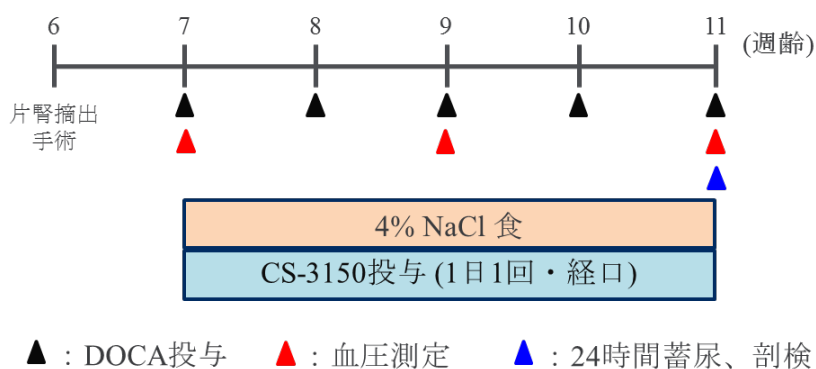 6 7 8 9 10 11 (週齢)
片腎摘出
手術
4% NaCl 食
CS-3150投与 (1日1回・経口)
▲ : DOCA投与 ▲ : 血圧測定 ▲ : 24時間蓄尿、剖検